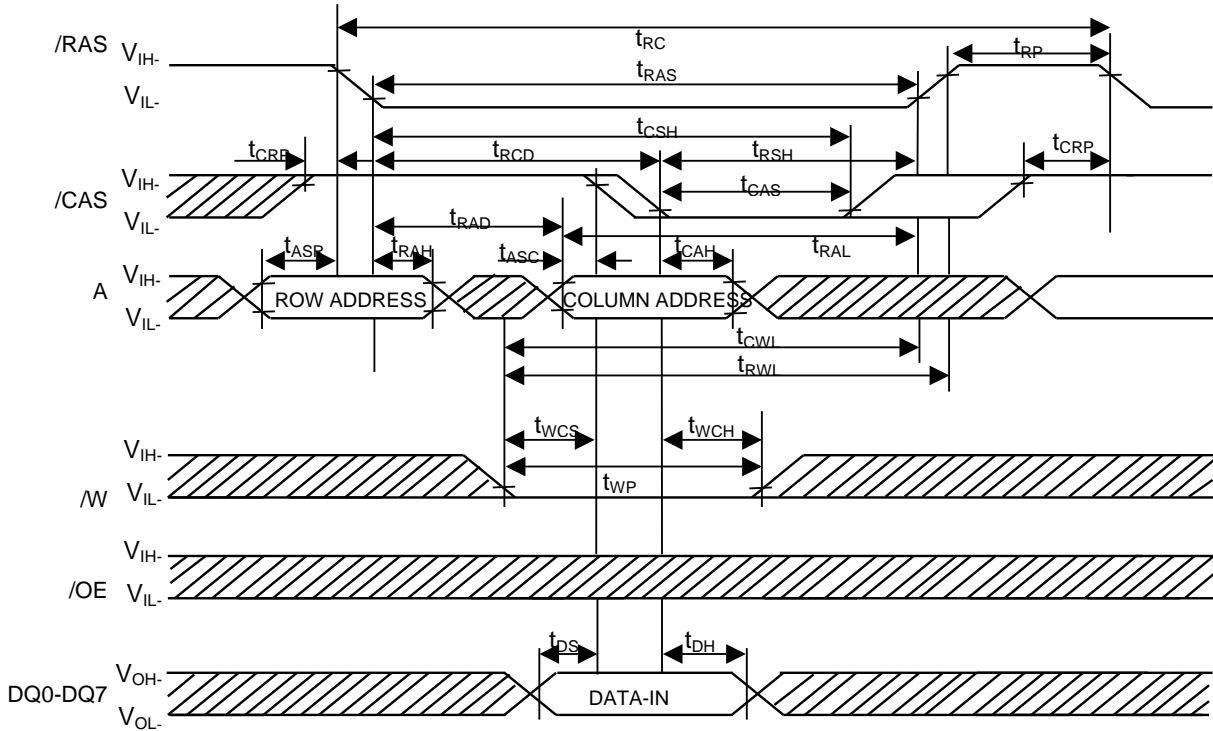 tRC
/RAS VIH- tRP
tRAS
VIL-
tCSH
tCRP tRCD tRSH tCRP
VIH-
/CAS tCAS
VIL- tRAD
tASR tRAH tASC tCAH tRAL
VIH-
A ROW ADDRESS COLUMN ADDRESS
VIL-
tCWL
tRWL
tWCS tWCH
VIH-
/W VIL- tWP
VIH-
/OE VIL-
tDS tDH
VOH-
DQ0-DQ7 DATA-IN
VOL-